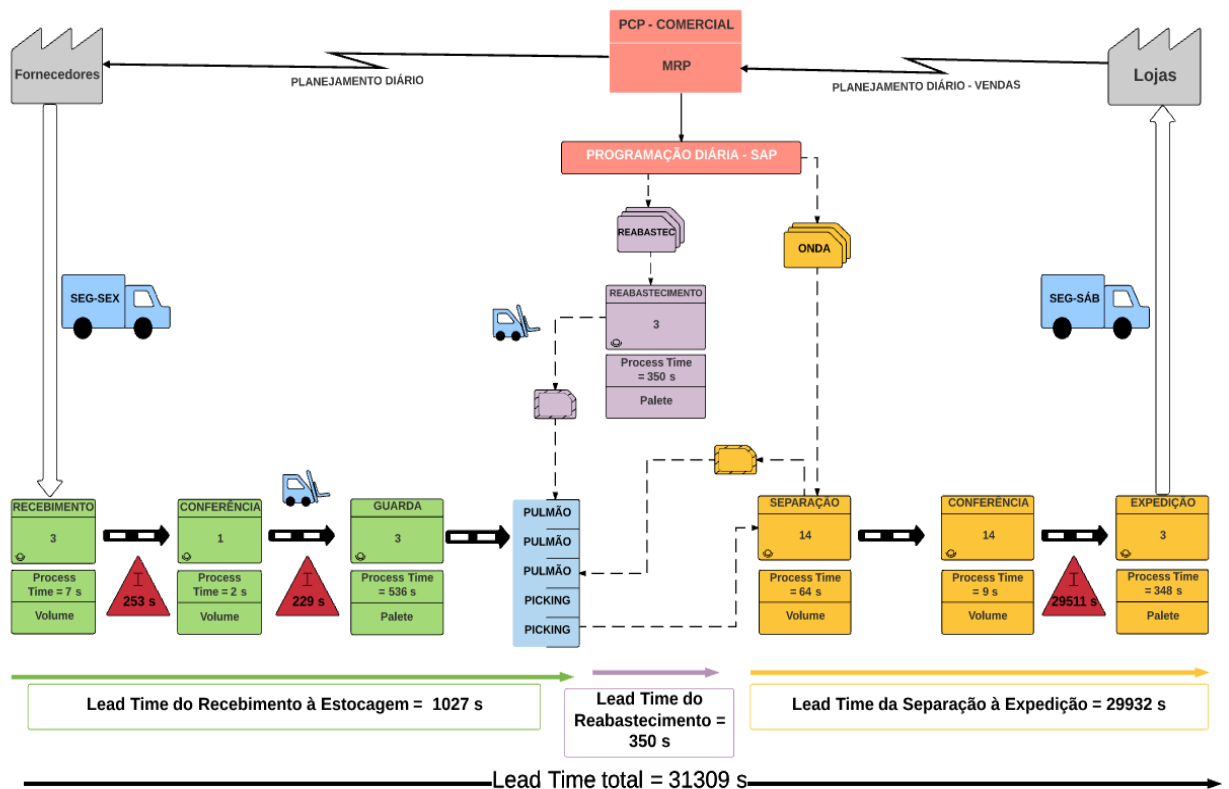 PCP - COMERCIAL
MRP
Fornecedores
PLANEJAMENTO DIÁRIO
PLANEJAMENTO DIÁRIO - VENDAS
Lojas
PROGRAMAÇÃO DIÁRIA - SAP
REABASTEC
ONDA
SEG-SEX
SEG-SÁB
REABASTECIMENTO
3
Process Time
= 350 s
Palete
RECEBIMENTO
3
Process
Time = 7 s
Volume
253 s
CONFERÊNCIA
1
Process
Time = 2 s
Volume
I
229 s
GUARDA
3
Process Time
= 536 s
Palete
PULMÃO
PULMÃO
PULMÃO
PICKING
PICKING
SEPARAÇÃO
14
Process Time
= 64 s
Volume
CONFERÊNCIA
14
Process Time
= 9 s
Volume
I
29511 s
EXPEDIÇÃO
3
Process Time
= 348 s
Palete
I
Lead Time do Recebimento à Estocagem = 1027 s
Lead Time do
Reabastecimento =
350 s
Lead Time da Separação à Expedição = 29932 s
Lead Time total = 31309 s